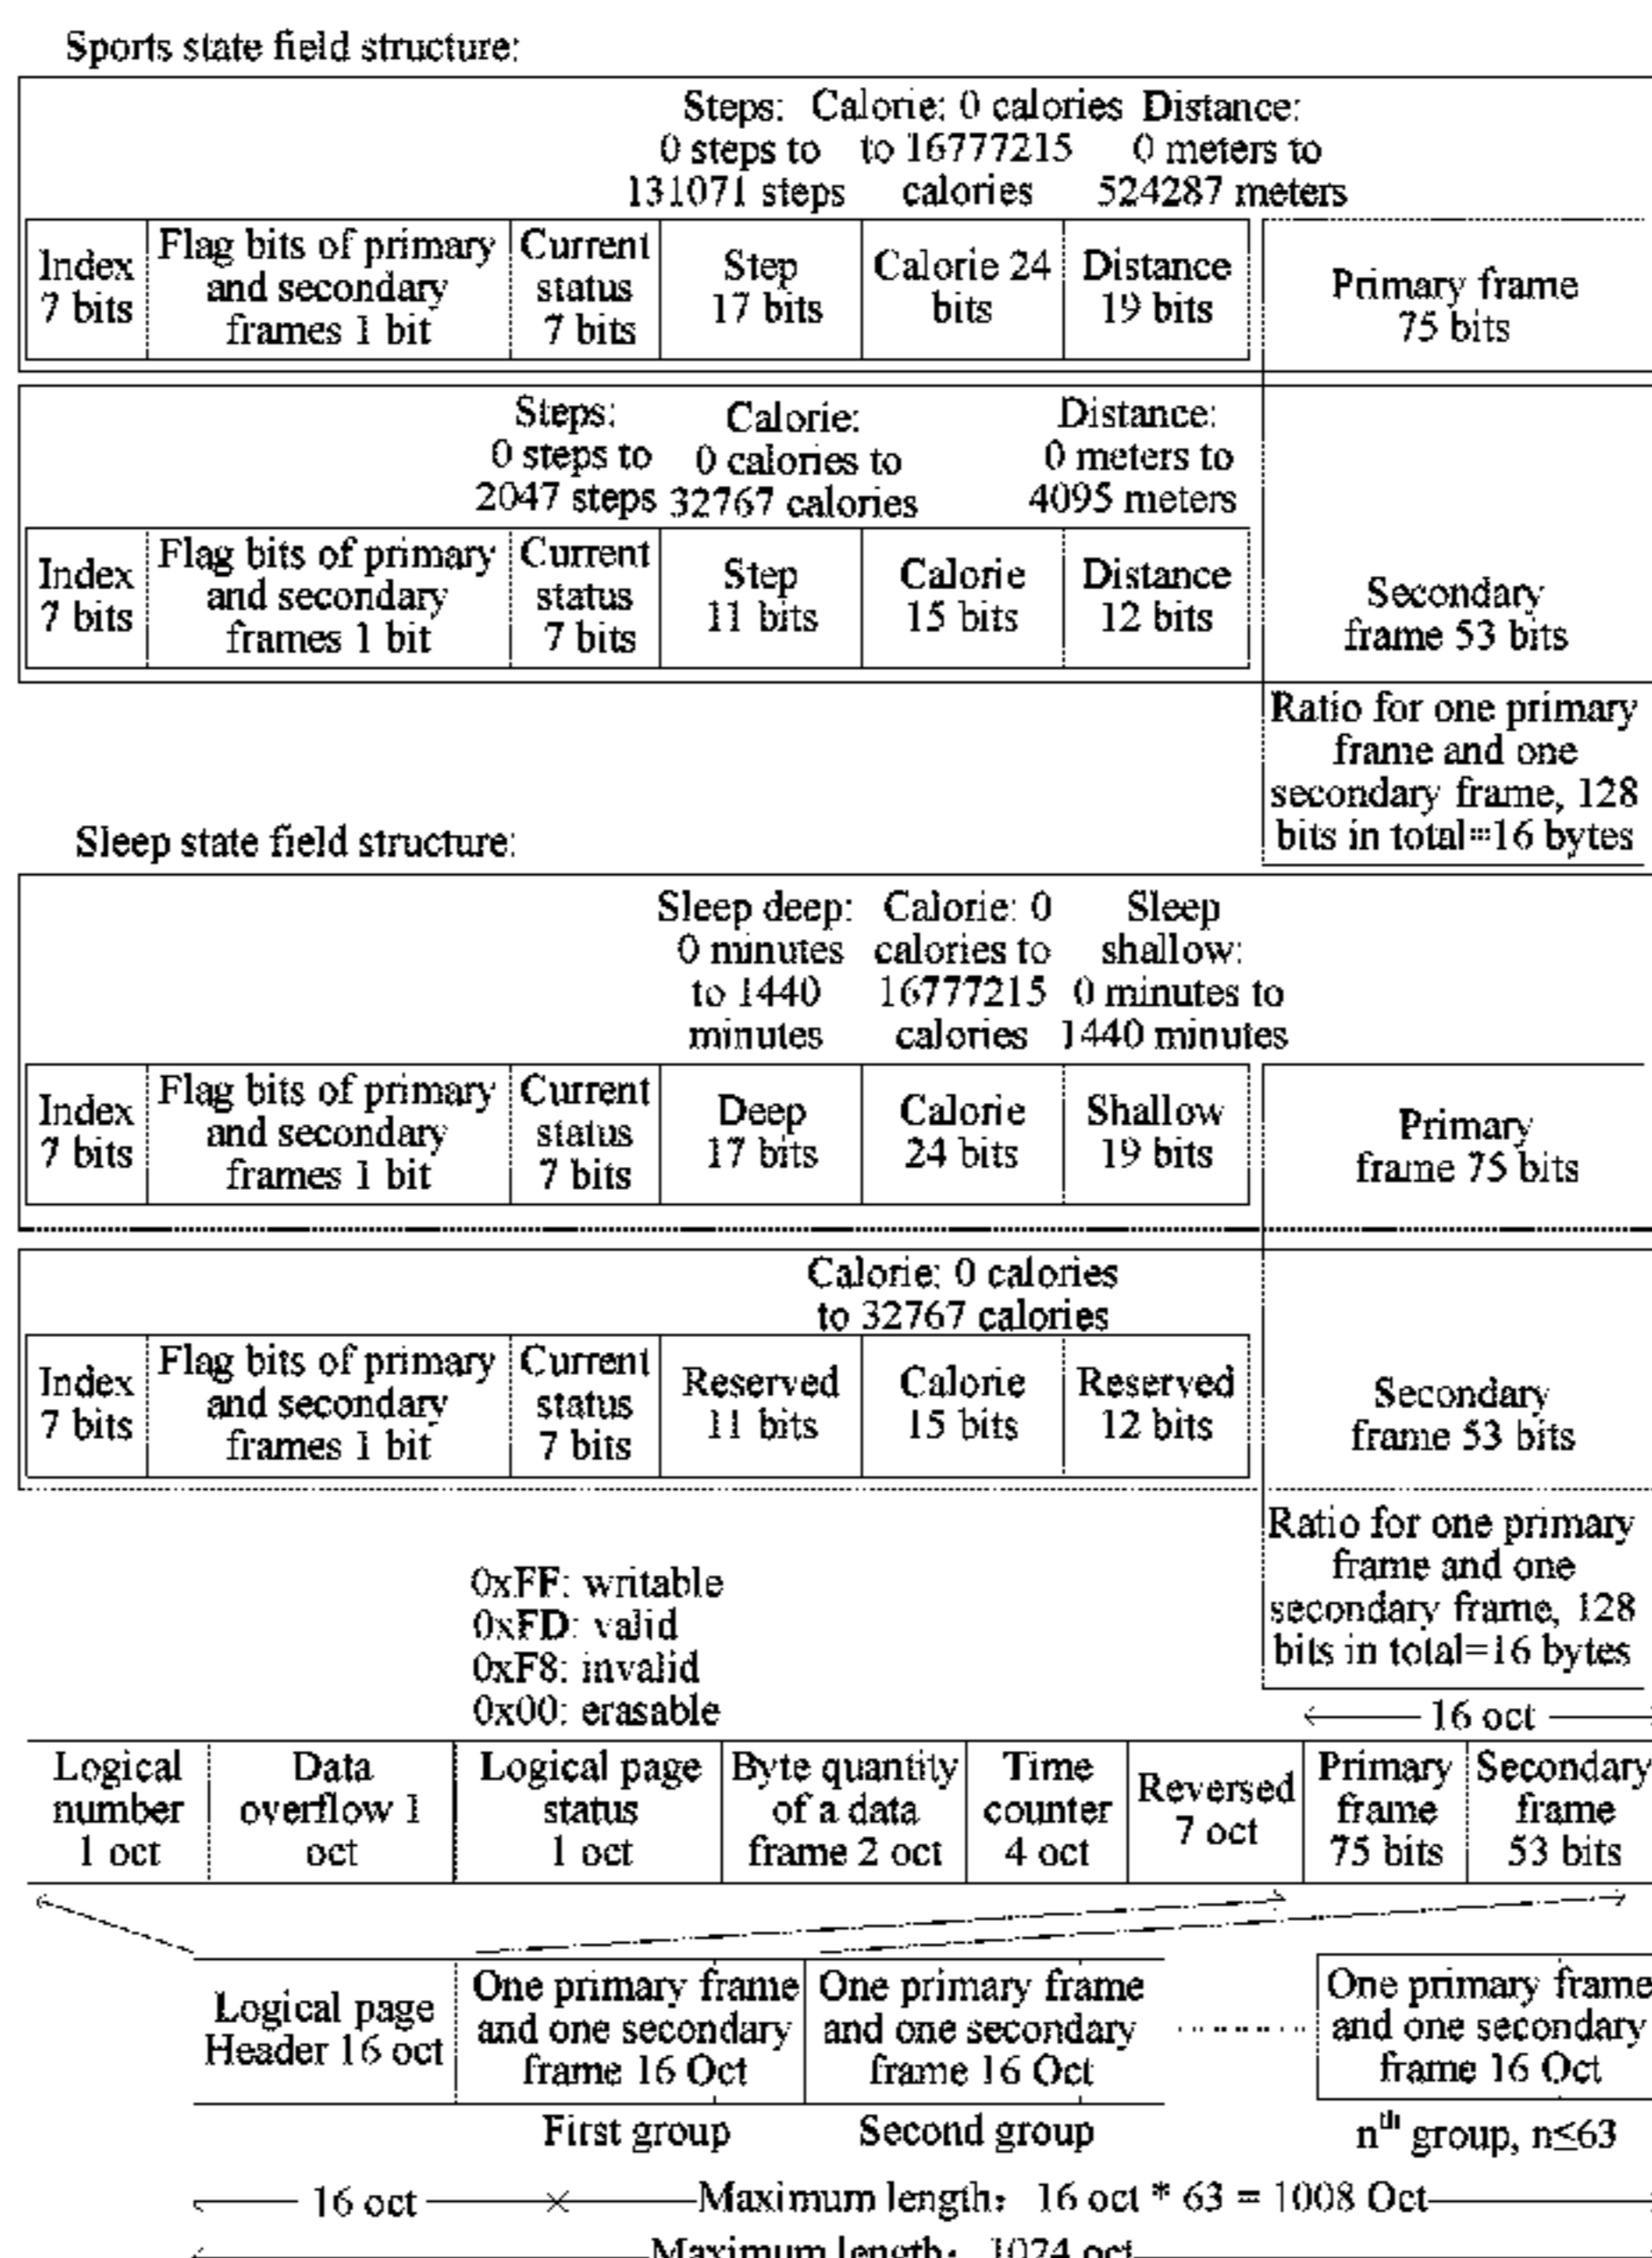 Sports state field structure:
Steps:
0 steps to
131071 steps
Calorie: 0 calories
to 16777215
calories
Distance:
0 meters to
524287 meters
Index
7 bits
Flag bits of primary
and secondary
frames 1 bit
Current
status
7 bits
Step
17 bits
Calorie 24
bits
Distance
19 bits
Primary frame
75 bits
Steps:
0 steps to
2047 steps
Calorie:
0 calories to
32767 calories
Distance:
0 meters to
4095 meters
Index
7 bits
Flag bits of primary
and secondary
frames 1 bit
Current
status
7 bits
Step
11 bits
Calorie
15 bits
Distance
12 bits
Secondary
frame 53 bits
Ratio for one primary
frame and one
secondary frame, 128
bits in total=16 bytes
Sleep state field structure:
Sleep deep:
0 minutes
to 1440
minutes
Calorie: 0
calories to
16777215
calories
Sleep
shallow:
0 minutes to
1440 minutes
Index
7 bits
Flag bits of primary
and secondary
frames 1 bit
Current
status
7 bits
Deep
17 bits
Calorie
24 bits
Shallow
19 bits
Primary
frame 75 bits
Calorie: 0 calories
to 32767 calories
Index
7 bits
Flag bits of primary
and secondary
frames 1 bit
Current
status
7 bits
Reserved
11 bits
Calorie
15 bits
Reserved
12 bits
Secondary
frame 53 bits
Ratio for one primary
frame and one
secondary frame, 128
bits in total=16 bytes
0xFF: writable
0xFD: valid
0xF8: invalid
0x00: erasable
16 oct
Logical
number
1 oct
Data
overflow 1
oct
Logical page
status
1 oct
Byte quantity
of a data
frame 2 oct
Time
counter
4 oct
Reversed
7 oct
Primary
frame
75 bits
Secondary
frame
53 bits
Logical page
Header 16 oct
One primary frame
and one secondary
frame 16 Oct
One primary frame
and one secondary
frame 16 Oct
One primary frame
and one secondary
frame 16 Oct
First group
Second group
nth group, n≤63
16 oct
Maximum length: 16 oct * 63 = 1008 Oct
Maximum length: 1024 oct